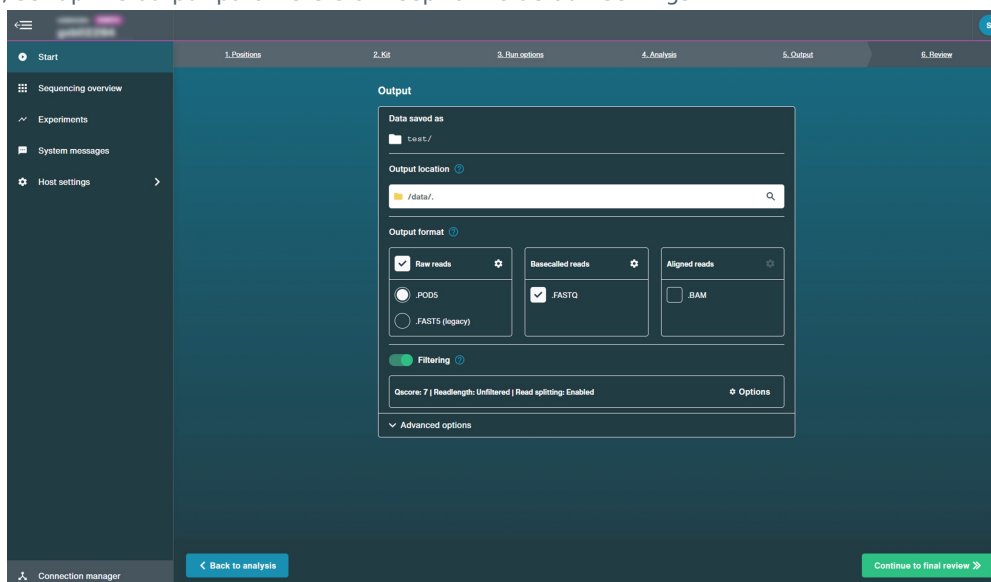 Start
Sequencing overview
Experiments
System messages
Host settings
Connection manager
1. Positions
2. Kit
3. Run options
4. Analysis
5. Output
6. Review
Output
Data saved as
test/
Output location
/data/.
Output format
Raw reads
.POD5
.FAST5 (legacy)
Basecalled reads
.FASTQ
Aligned reads
.BAM
Filtering
Qscore: 7 | Readlength: Unfiltered | Read splitting: Enabled
Options
Advanced options
Back to analysis
Continue to final review